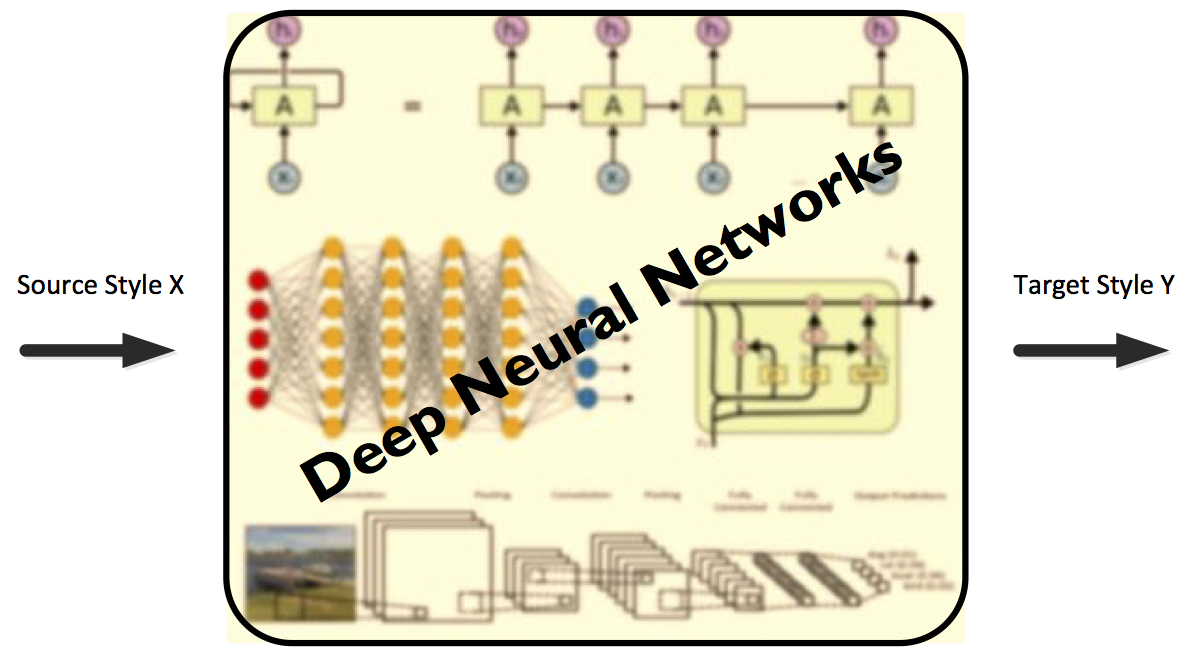 h
h
h
h
h
A
=
A
A
A
A
X
X
X
X
Deep Neural Networks
Source Style X
Target Style Y
Pooling
Convolution
Pooling
Fully
Connected
Fully
Connected
Output Predictions